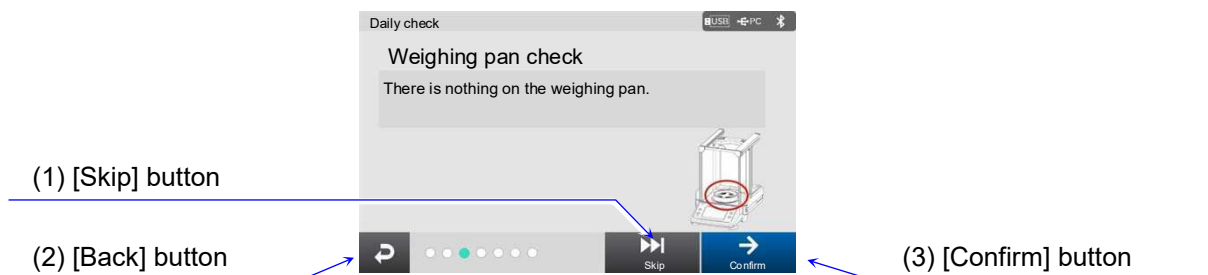 Daily check
USB PC
Weighing pan check
There is nothing on the weighing pan.
(1) [Skip] button
(2) [Back] button
Skip
Confirm
(3) [Confirm] button